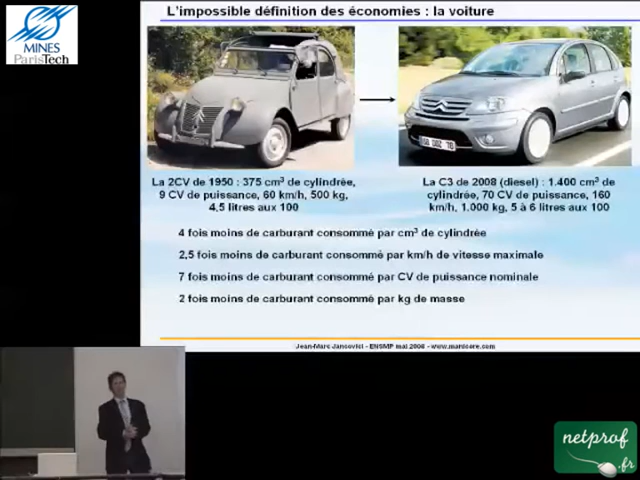 L'impossible définition des économies : la voiture
MINES
ParisTech
La 2CV de 1950 : 375 cm³ de cylindrée,
9 CV de puissance, 60 km/h, 500 kg,
4,5 litres aux 100
La C3 de 2008 (diesel) : 1.400 cm³ de
cylindrée, 70 CV de puissance, 160
km/h, 1.000 kg, 5 à 6 litres aux 100
4 fois moins de carburant consommé par cm³ de cylindrée
2,5 fois moins de carburant consommé par km/h de vitesse maximale
7 fois moins de carburant consommé par CV de puissance nominale
2 fois moins de carburant consommé par kg de masse
Jean-Marc Jancovici - ENSMP mai 2008 - www.manicore.com
netprof
.fr